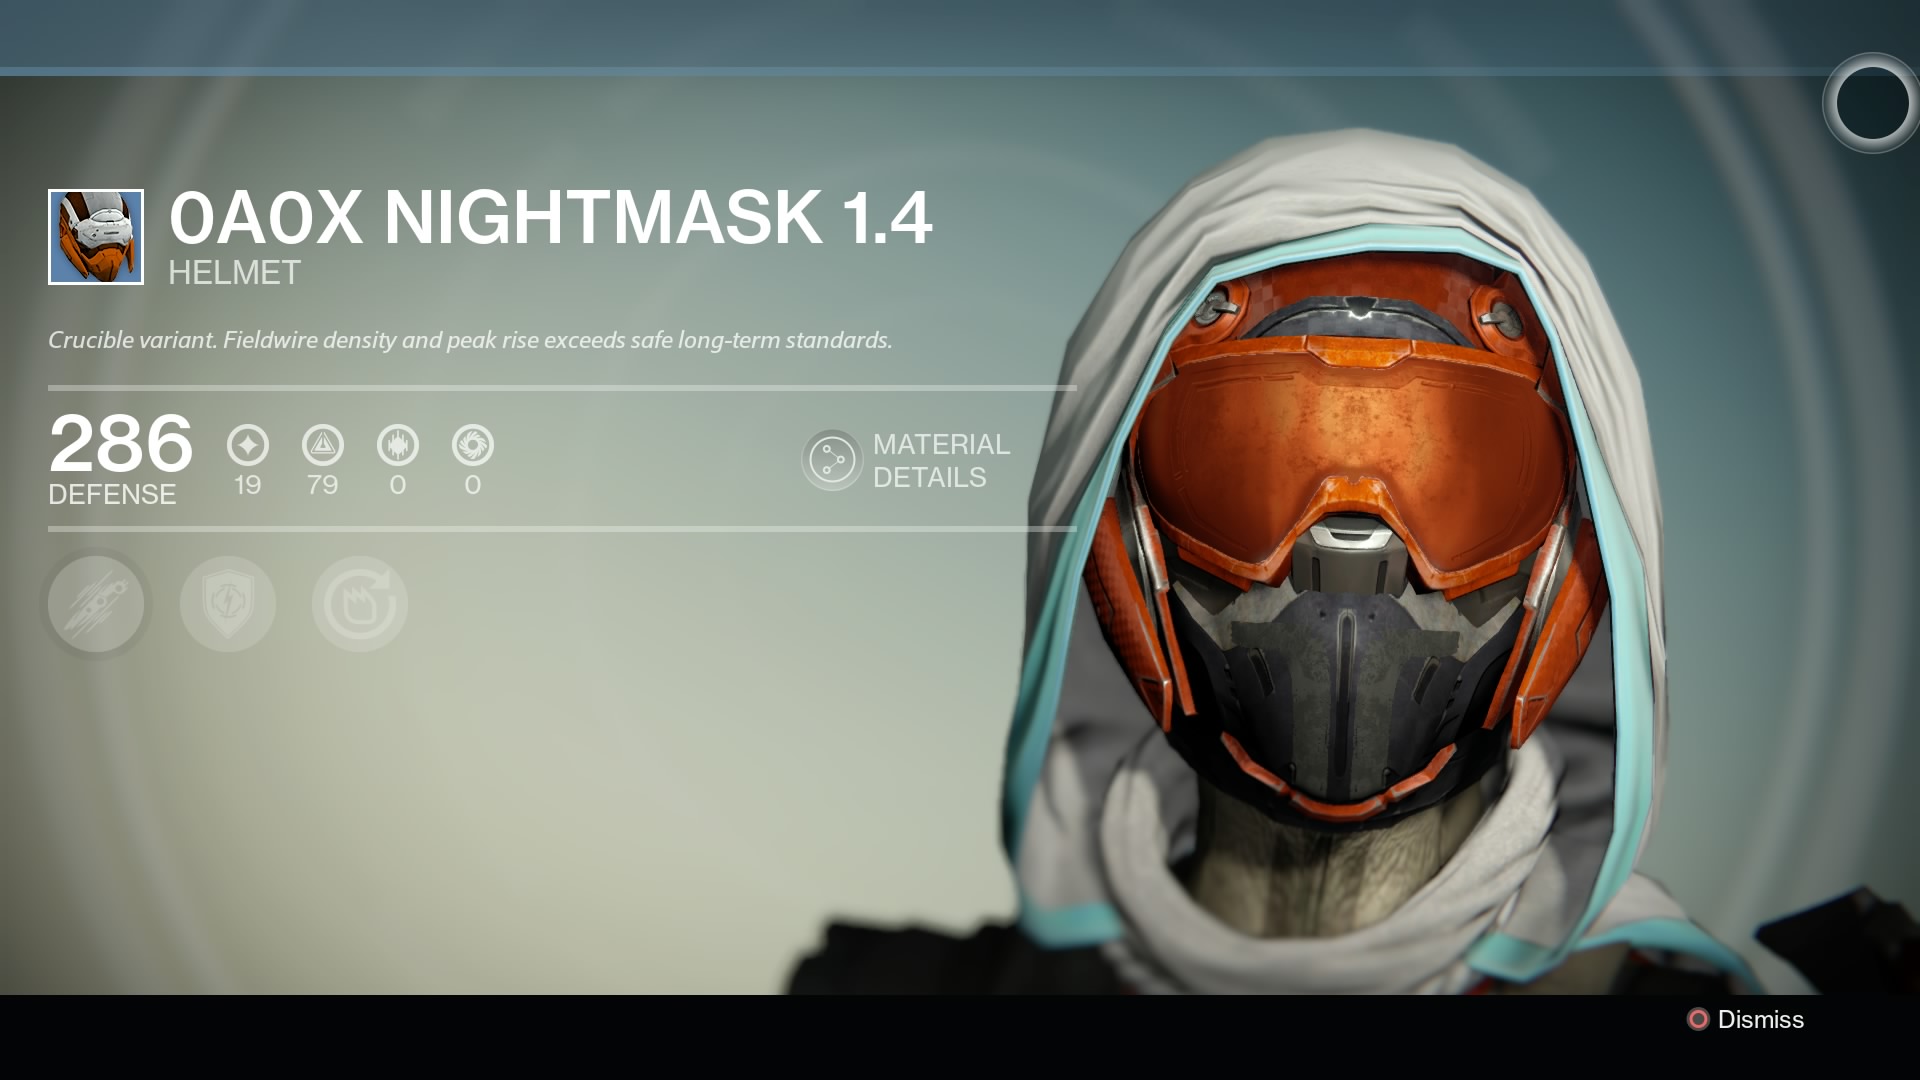 0A0X NIGHTMASK 1.4
HELMET
Crucible variant. Fieldwire density and peak rise exceeds safe long-term standards.
286
DEFENSE
19 79 0 0
MATERIAL
DETAILS
Dismiss